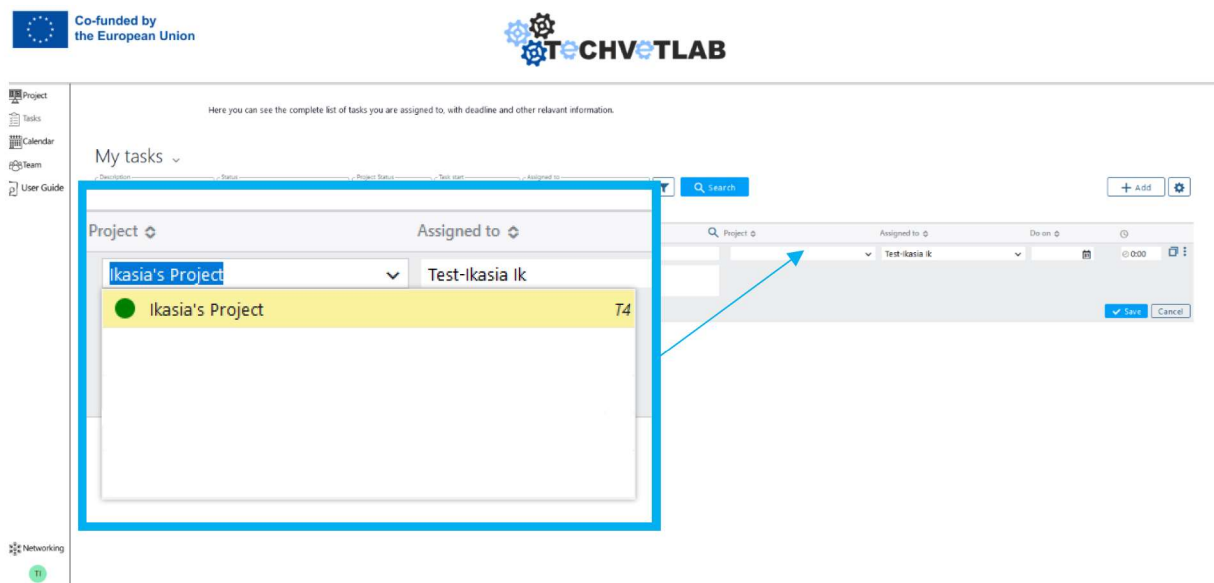 Co-funded by
the European Union
TECHVETLAB
Project
Tasks
Calendar
Team
User Guide
Here you can see the complete list of tasks you are assigned to, with deadline and other relavant information.
My tasks
Description Status Project Status Task start Assigned to
Search
+ Add
Project Assigned to
Ikasia's Project Test-Ikasia Ik
Ikasia's Project T4
Project Assigned to Do on
Test-Ikasia Ik 0:00
Save Cancel
Networking
TI